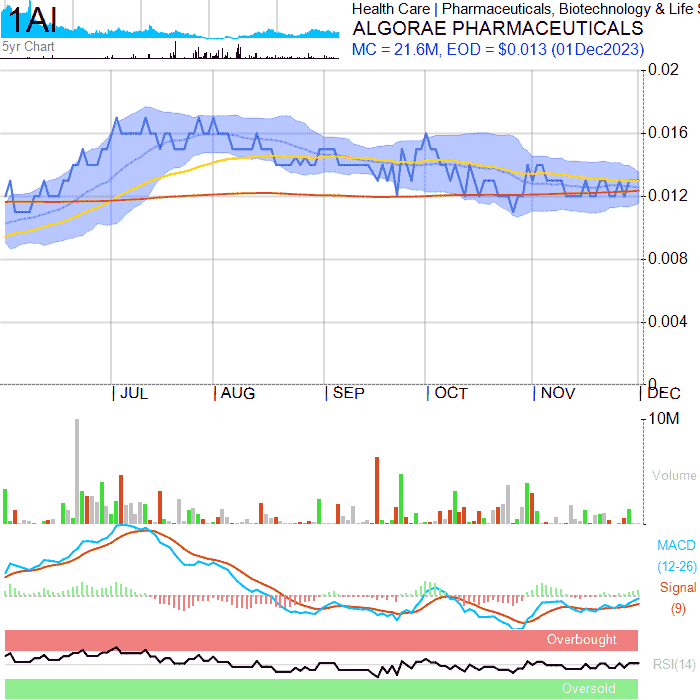 1AI
5yr Chart
Health Care | Pharmaceuticals, Biotechnology & Life S
ALGORAE PHARMACEUTICALS
MC = 21.6M, EOD = $0.013 (01Dec2023)
0.02
0.016
0.012
0.008
0.004
0
JUL AUG SEP OCT NOV DEC
10M
Volume
MACD
(12-26)
Signal
(9)
Overbought
RSI(14)
Oversold